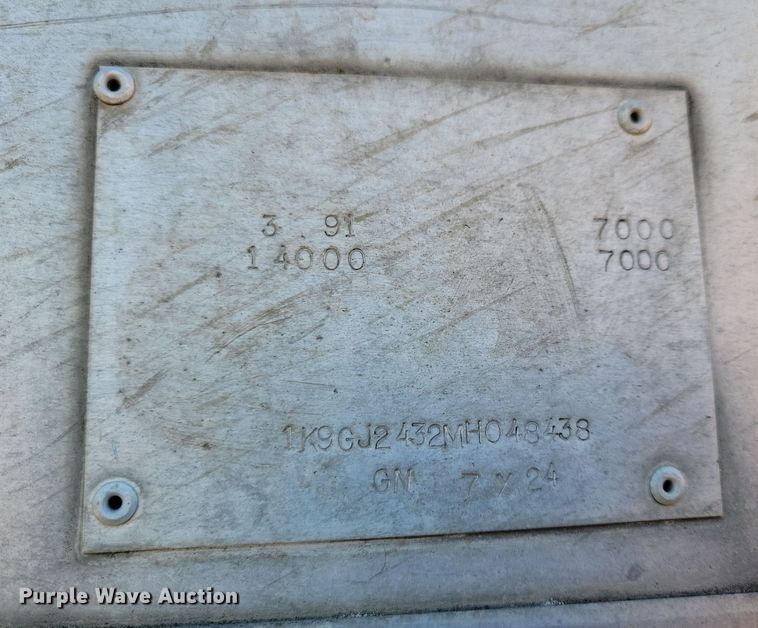 3 91 7000
14000 7000
1K9GJ2432MH048438
GN 7 x 24
Purple Wave Auction